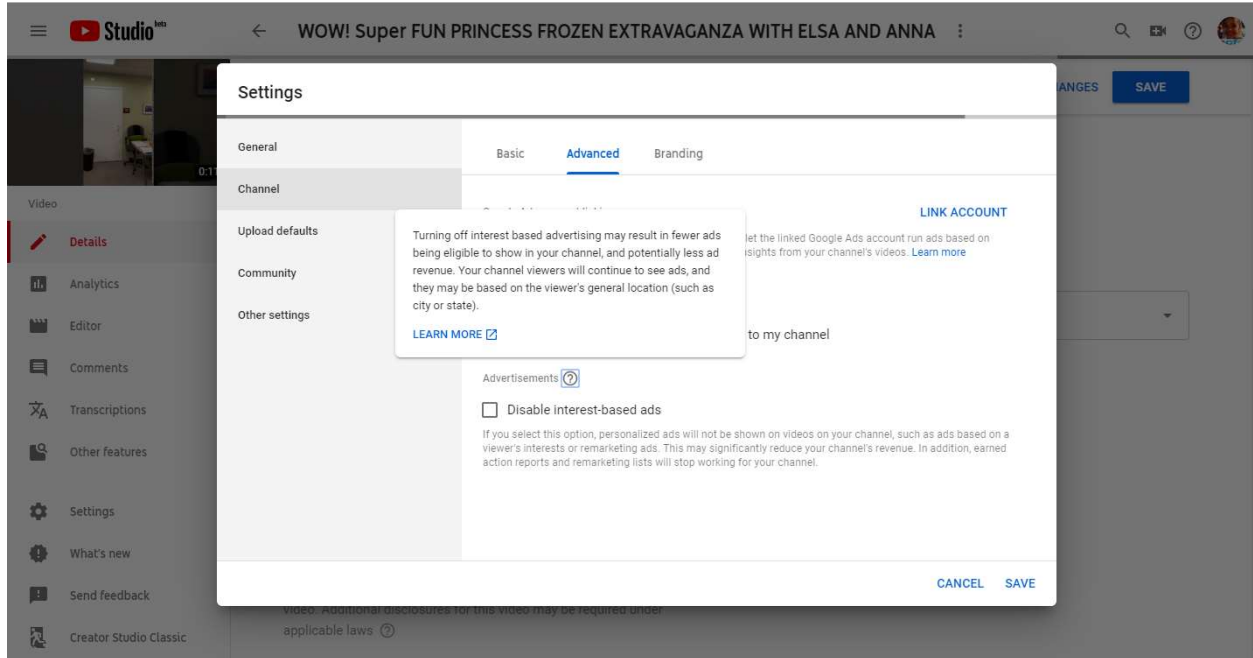 Studio beta
WOW! Super FUN PRINCESS FROZEN EXTRAVAGANZA WITH ELSA AND ANNA
ANGES
SAVE
0:11
Video
Details
Analytics
Editor
Comments
Transcriptions
Other features
Settings
What's new
Send feedback
Creator Studio Classic
Settings
General
Channel
Upload defaults
Community
Other settings
Basic
Advanced
Branding
LINK ACCOUNT
let the linked Google Ads account run ads based on
insights from your channel's videos. Learn more
Turning off interest based advertising may result in fewer ads
being eligible to show in your channel, and potentially less ad
revenue. Your channel viewers will continue to see ads, and
they may be based on the viewer's general location (such as
city or state).
LEARN MORE
to my channel
Advertisements
Disable interest-based ads
If you select this option, personalized ads will not be shown on videos on your channel, such as ads based on a
viewer's interests or remarketing ads. This may significantly reduce your channel's revenue. In addition, earned
action reports and remarketing lists will stop working for your channel.
CANCEL
SAVE
video. Additional disclosures for this video may be required under
applicable laws